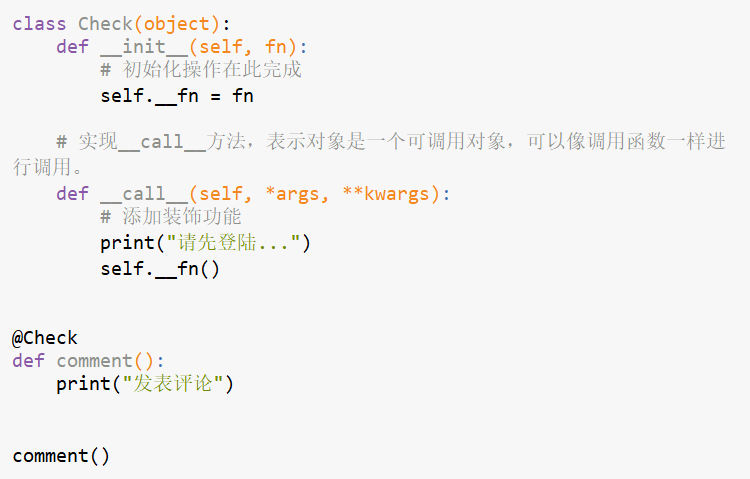 class Check(object):
    def __init__(self, fn):
        # 初始化操作在此完成
        self.__fn = fn
    # 实现__call__方法，表示对象是一个可调用对象，可以像调用函数一样进
行调用。
    def __call__(self, *args, **kwargs):
        # 添加装饰功能
        print("请先登陆...")
        self.__fn()
@Check
def comment():
    print("发表评论")
comment()